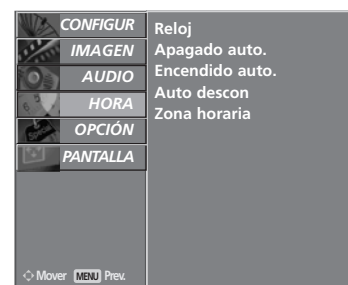 CONFIGUR
IMAGEN
AUDIO
HORA
OPCIÓN
PANTALLA
Reloj
Apagado auto.
Encendido auto.
Auto descon
Zona horaria
Mover MENU Prev.